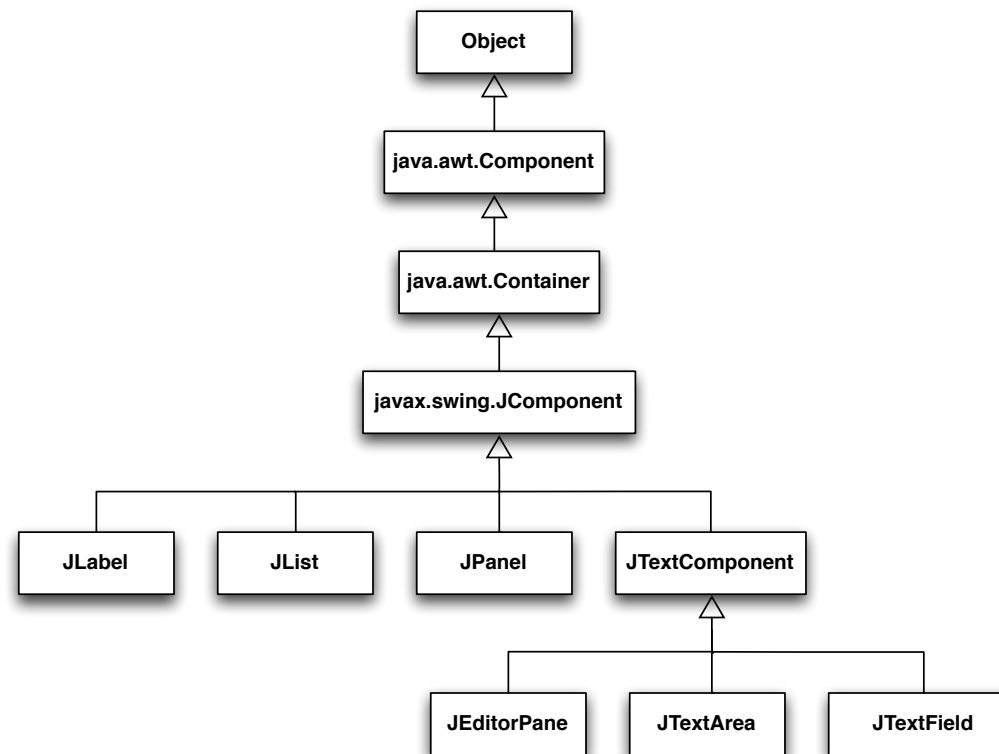 Object
java.awt.Component
java.awt.Container
javax.swing.JComponent
JLabel
JList
JPanel
JTextComponent
JEditorPane
JTextArea
JTextField